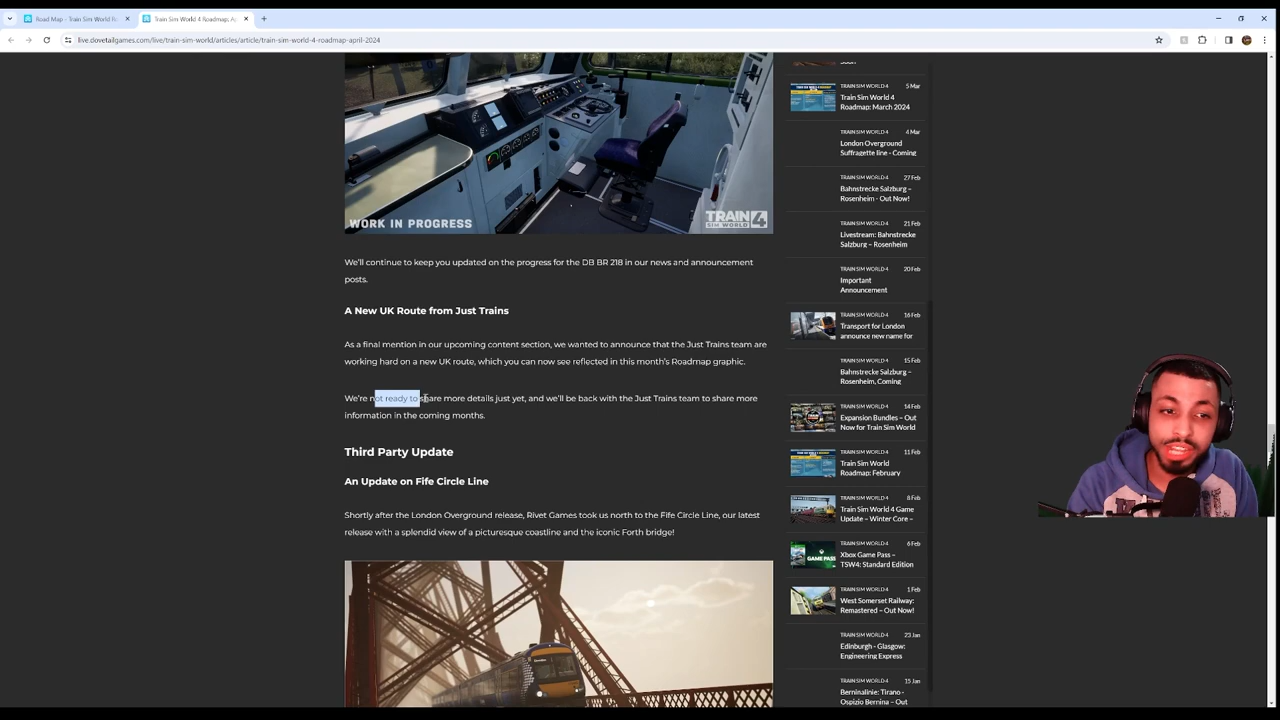 Road Map - Train Sim World Ro
Train Sim World 4 Roadmap: Ap
live.dovetailgames.com/live/train-sim-world/articles/article/train-sim-world-4-roadmap-april-2024
WORK IN PROGRESS
TRAIN SIM WORLD 4
We'll continue to keep you updated on the progress for the DB BR 218 in our news and announcement
posts.
A New UK Route from Just Trains
As a final mention in our upcoming content section, we wanted to announce that the Just Trains team are
working hard on a new UK route, which you can now see reflected in this month's Roadmap graphic.
We're not ready to share more details just yet, and we'll be back with the Just Trains team to share more
information in the coming months.
Third Party Update
An Update on Fife Circle Line
Shortly after the London Overground release, Rivet Games took us north to the Fife Circle Line, our latest
release with a splendid view of a picturesque coastline and the iconic Forth bridge!
Soon
TRAIN SIM WORLD 4 5 Mar
Train Sim World 4
Roadmap: March 2024
TRAIN SIM WORLD 4 4 Mar
London Overground
Suffragette line - Coming
TRAIN SIM WORLD 4 27 Feb
Bahnstrecke Salzburg –
Rosenheim - Out Now!
TRAIN SIM WORLD 4 21 Feb
Livestream: Bahnstrecke
Salzburg – Rosenheim
TRAIN SIM WORLD 4 20 Feb
Important
Announcement
TRAIN SIM WORLD 4 16 Feb
Transport for London
announce new name for
TRAIN SIM WORLD 4 15 Feb
Bahnstrecke Salzburg –
Rosenheim, Coming
TRAIN SIM WORLD 4 14 Feb
Expansion Bundles – Out
Now for Train Sim World
TRAIN SIM WORLD 4 11 Feb
Train Sim World
Roadmap: February
TRAIN SIM WORLD 4 8 Feb
Train Sim World 4 Game
Update – Winter Core –
TRAIN SIM WORLD 4 6 Feb
Xbox Game Pass –
TSW4: Standard Edition
TRAIN SIM WORLD 4 1 Feb
West Somerset Railway:
Remastered – Out Now!
TRAIN SIM WORLD 4 23 Jan
Edinburgh - Glasgow:
Engineering Express
TRAIN SIM WORLD 4 15 Jan
Berninalinie: Tirano -
Ospizio Bernina – Out